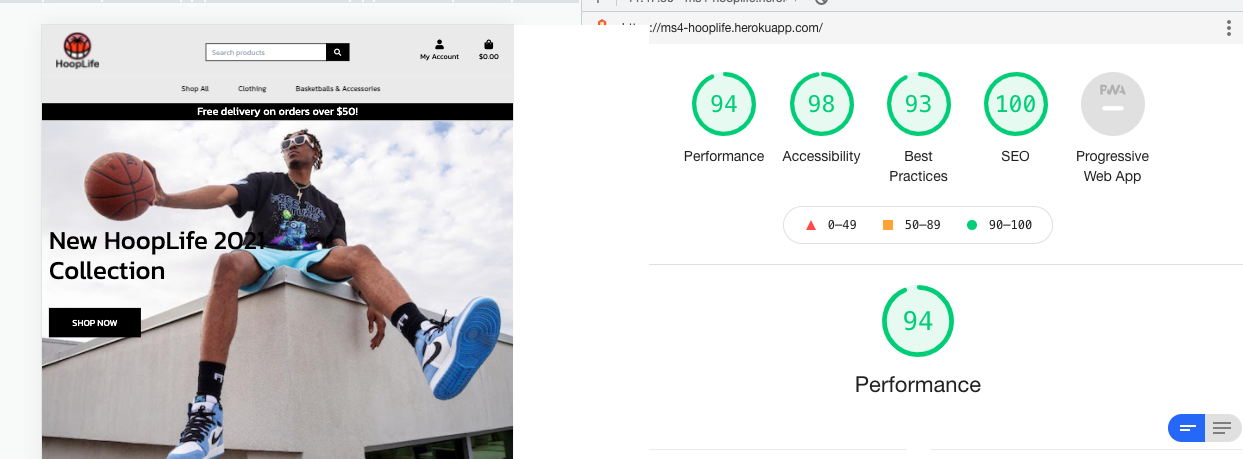 https://ms4-hooplife.herokuapp.com/
HoopLife
Search products
My Account
$0.00
Shop All
Clothing
Basketballs & Accessories
Free delivery on orders over $50!
New HoopLife 2021
Collection
SHOP NOW
94
98
93
100
PWA
Performance
Accessibility
Best
Practices
SEO
Progressive
Web App
0–49
50–89
90–100
94
Performance